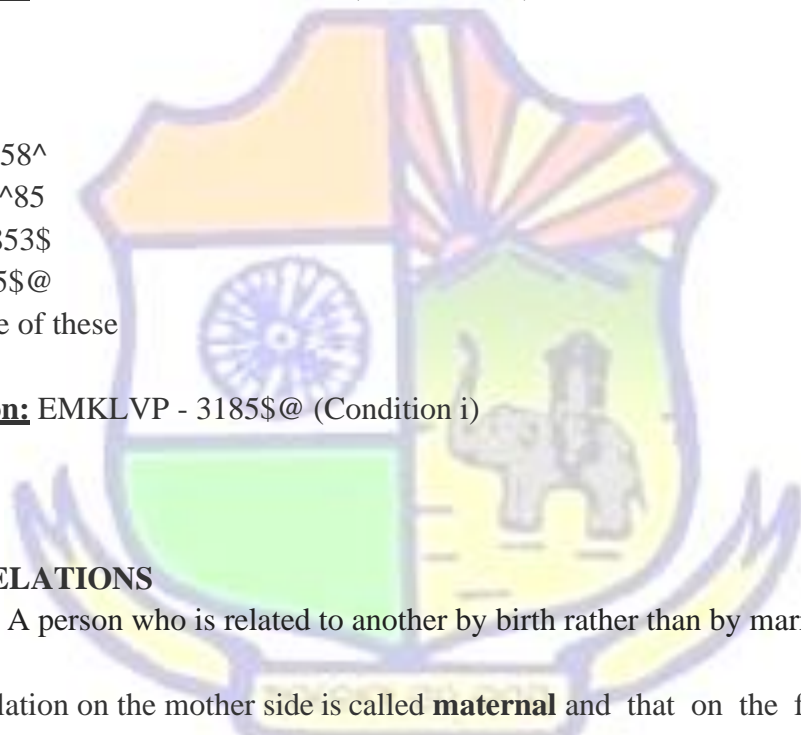 58^
^85
853$
5$@
e of these
on: EMKLVP - 3185$@ (Condition i)
ELATIONS
A person who is related to another by birth rather than by mar
lation on the mother side is called maternal and that on the f